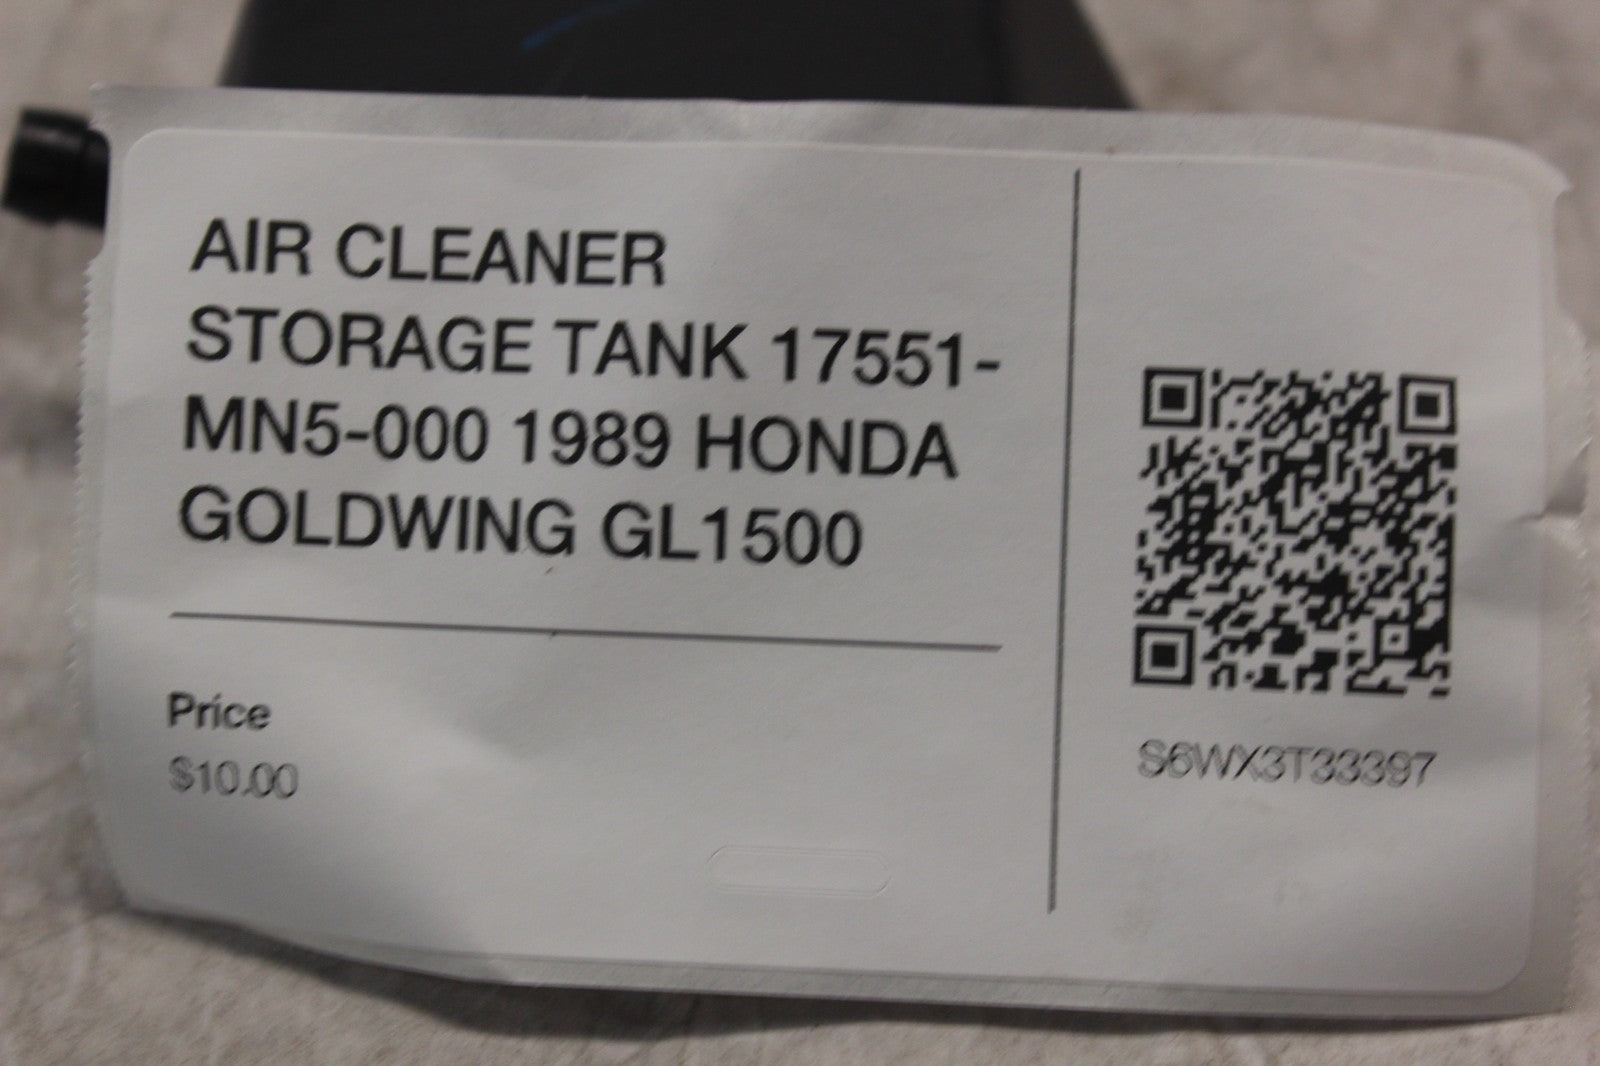 AIR CLEANER
STORAGE TANK 17551-
MN5-000 1989 HONDA
GOLDWING GL1500
Price
$10.00
S6WX3T33397